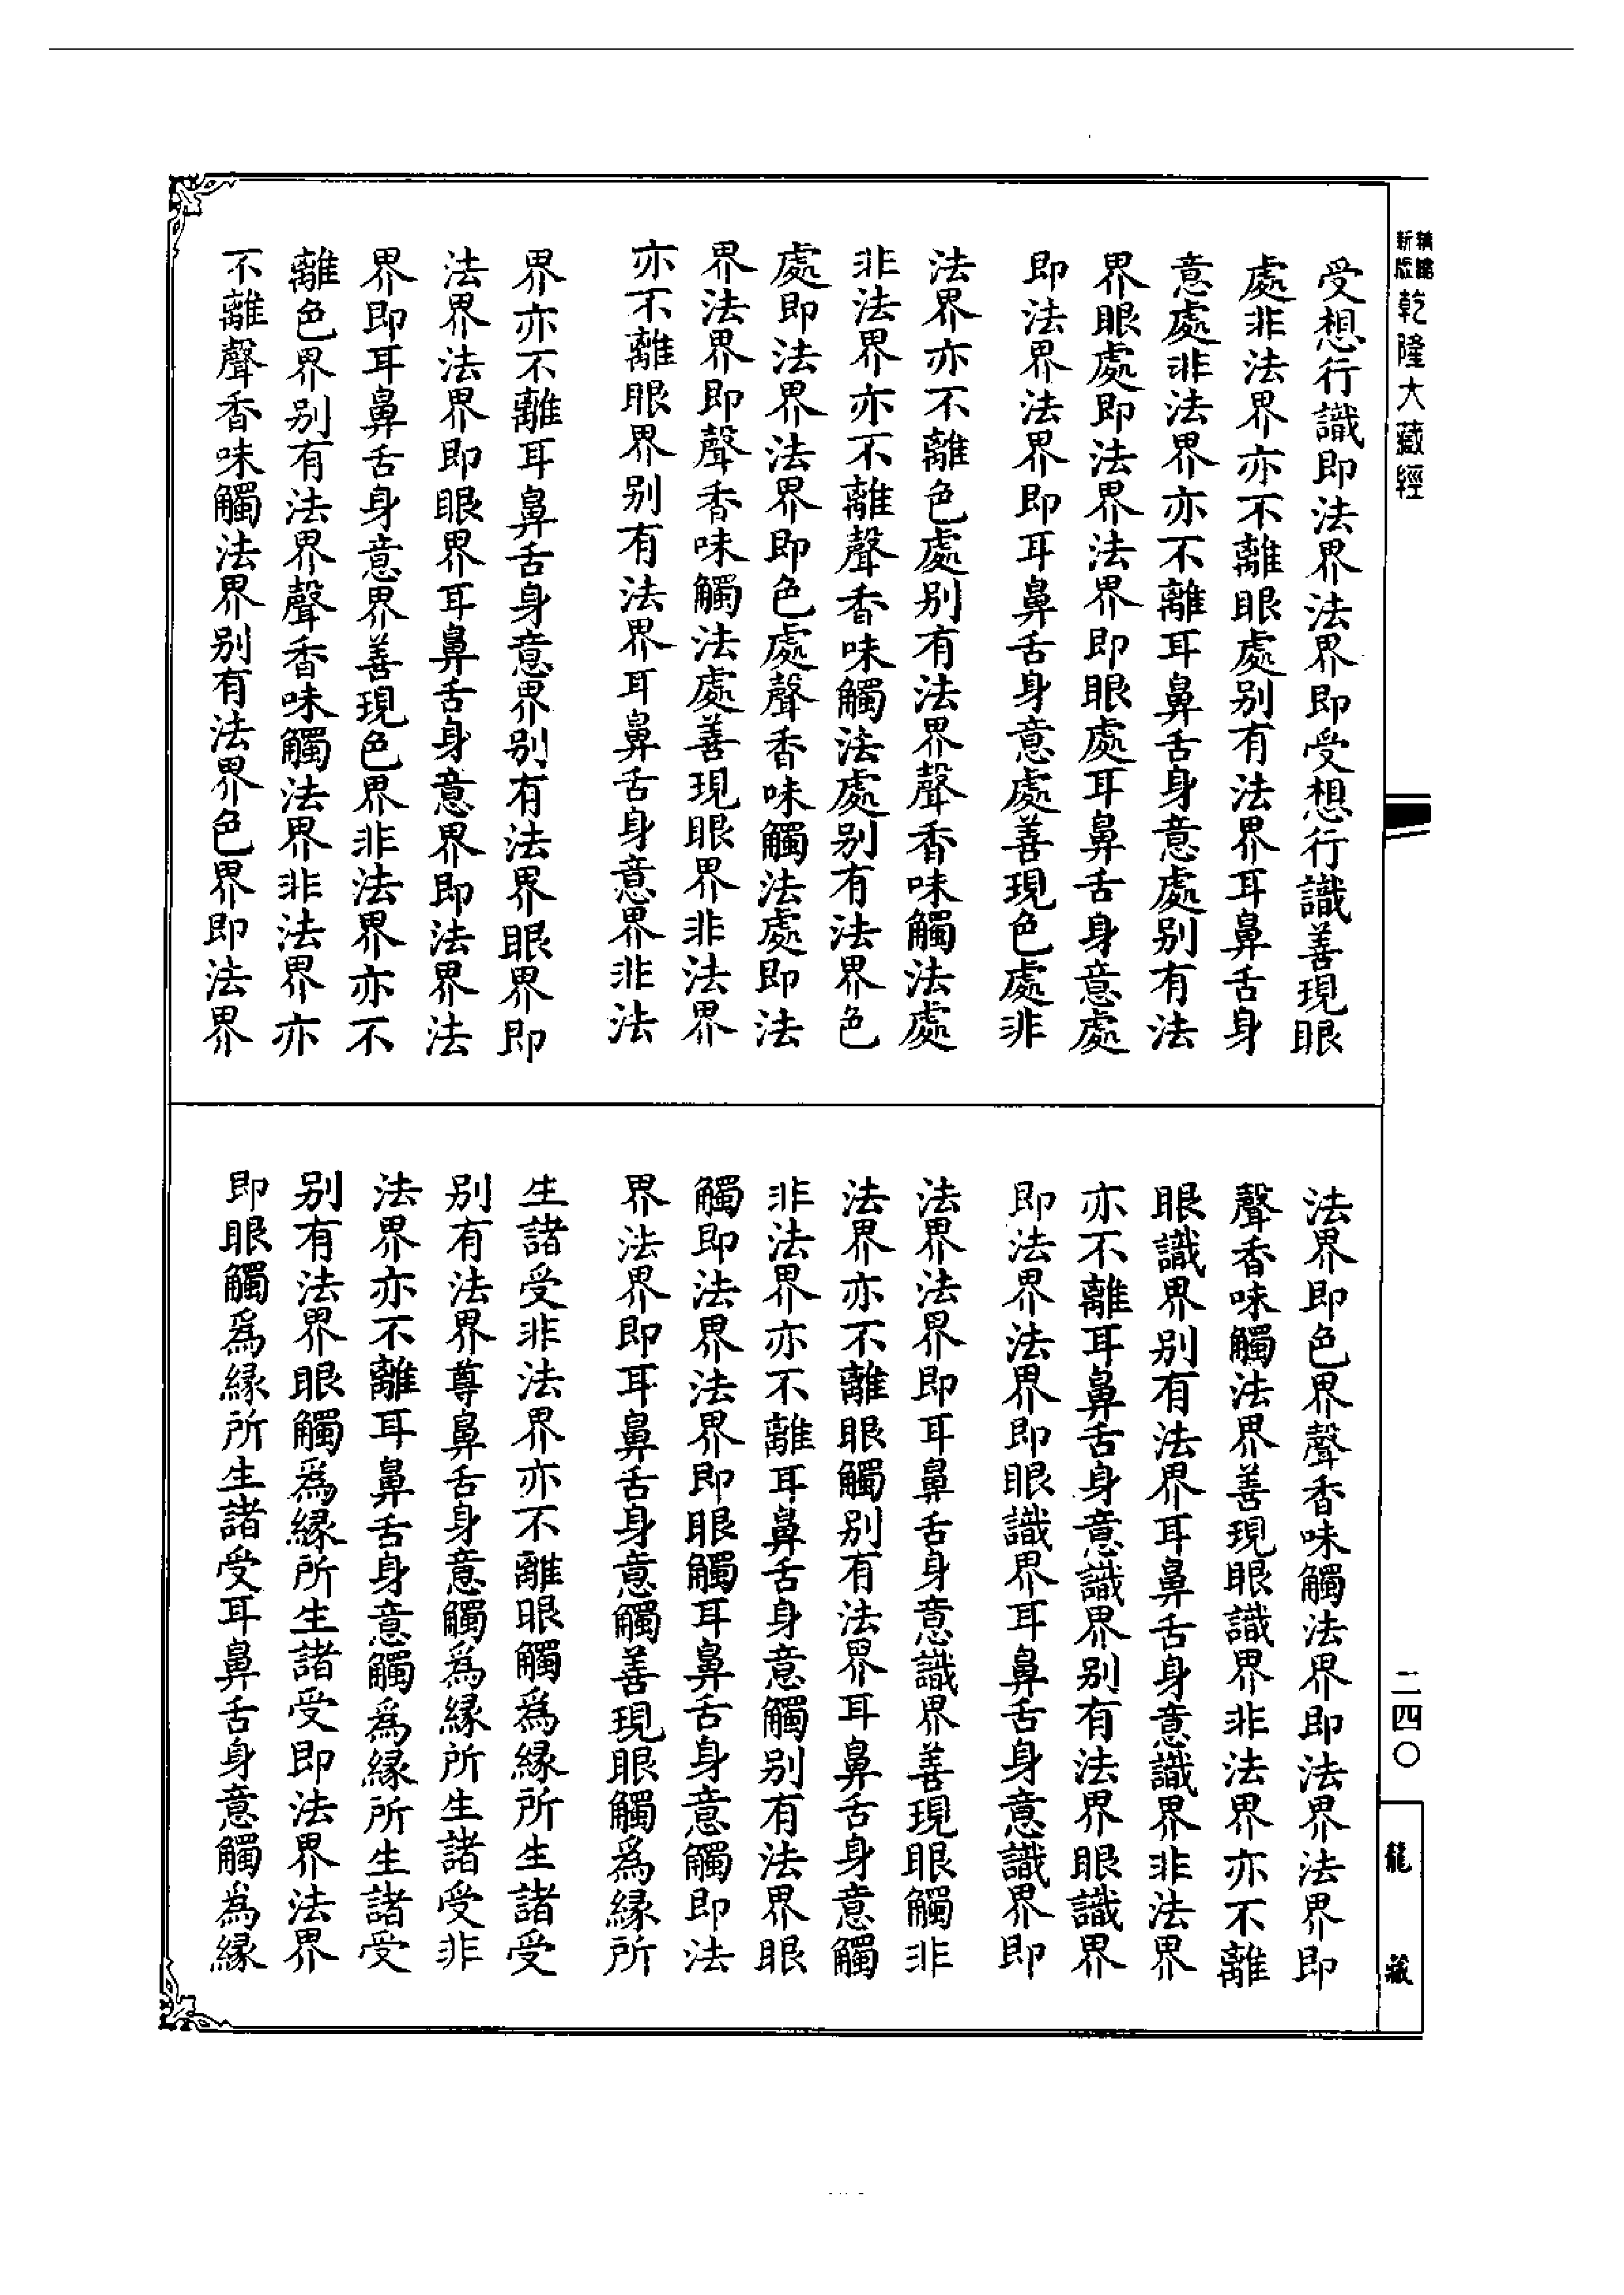 新版
精縮
乾隆大藏經
受想行識即法界法界即受想行識善現眼
處非法界亦不離眼處别有法界耳鼻舌身
意處非法界亦不離耳鼻舌身意處别有法
界眼處即法界法界即眼處耳鼻舌身意處
即法界法界即耳鼻舌身意處善現色處非
法界亦不離色處别有法界聲香味觸法處
非法界亦不離聲香味觸法處别有法界色
處即法界法界即色處聲香味觸法處即法
界法界即聲香味觸法處善現眼界非法界
亦不離眼界别有法界耳鼻舌身意界非法
界亦不離耳鼻舌身意界别有法界眼界即
法界法界即眼界耳鼻舌身意界即法界法
界即耳鼻舌身意界善現色界非法界亦不
離色界别有法界聲香味觸法界非法界亦
不離聲香味觸法界别有法界色界即法界
法界即色界聲香味觸法界即法界法界即
聲香味觸法界善現眼識界非法界亦不離
眼識界别有法界耳鼻舌身意識界非法界
亦不離耳鼻舌身意識界别有法界眼識界
即法界法界即眼識界耳鼻舌身意識界即
法界法界即耳鼻舌身意識界善現眼觸非
法界亦不離眼觸别有法界耳鼻舌身意觸
非法界亦不離耳鼻舌身意觸别有法界眼
觸即法界法界即眼觸耳鼻舌身意觸即法
界法界即耳鼻舌身意觸善現眼觸爲緣所
生諸受非法界亦不離眼觸爲緣所生諸受
别有法界尊鼻舌身意觸爲緣所生諸受非
法界亦不離耳鼻舌身意觸爲緣所生諸受
别有法界眼觸爲緣所生諸受即法界法界
即眼觸爲緣所生諸受耳鼻舌身意觸爲緣
二四〇
龍藏